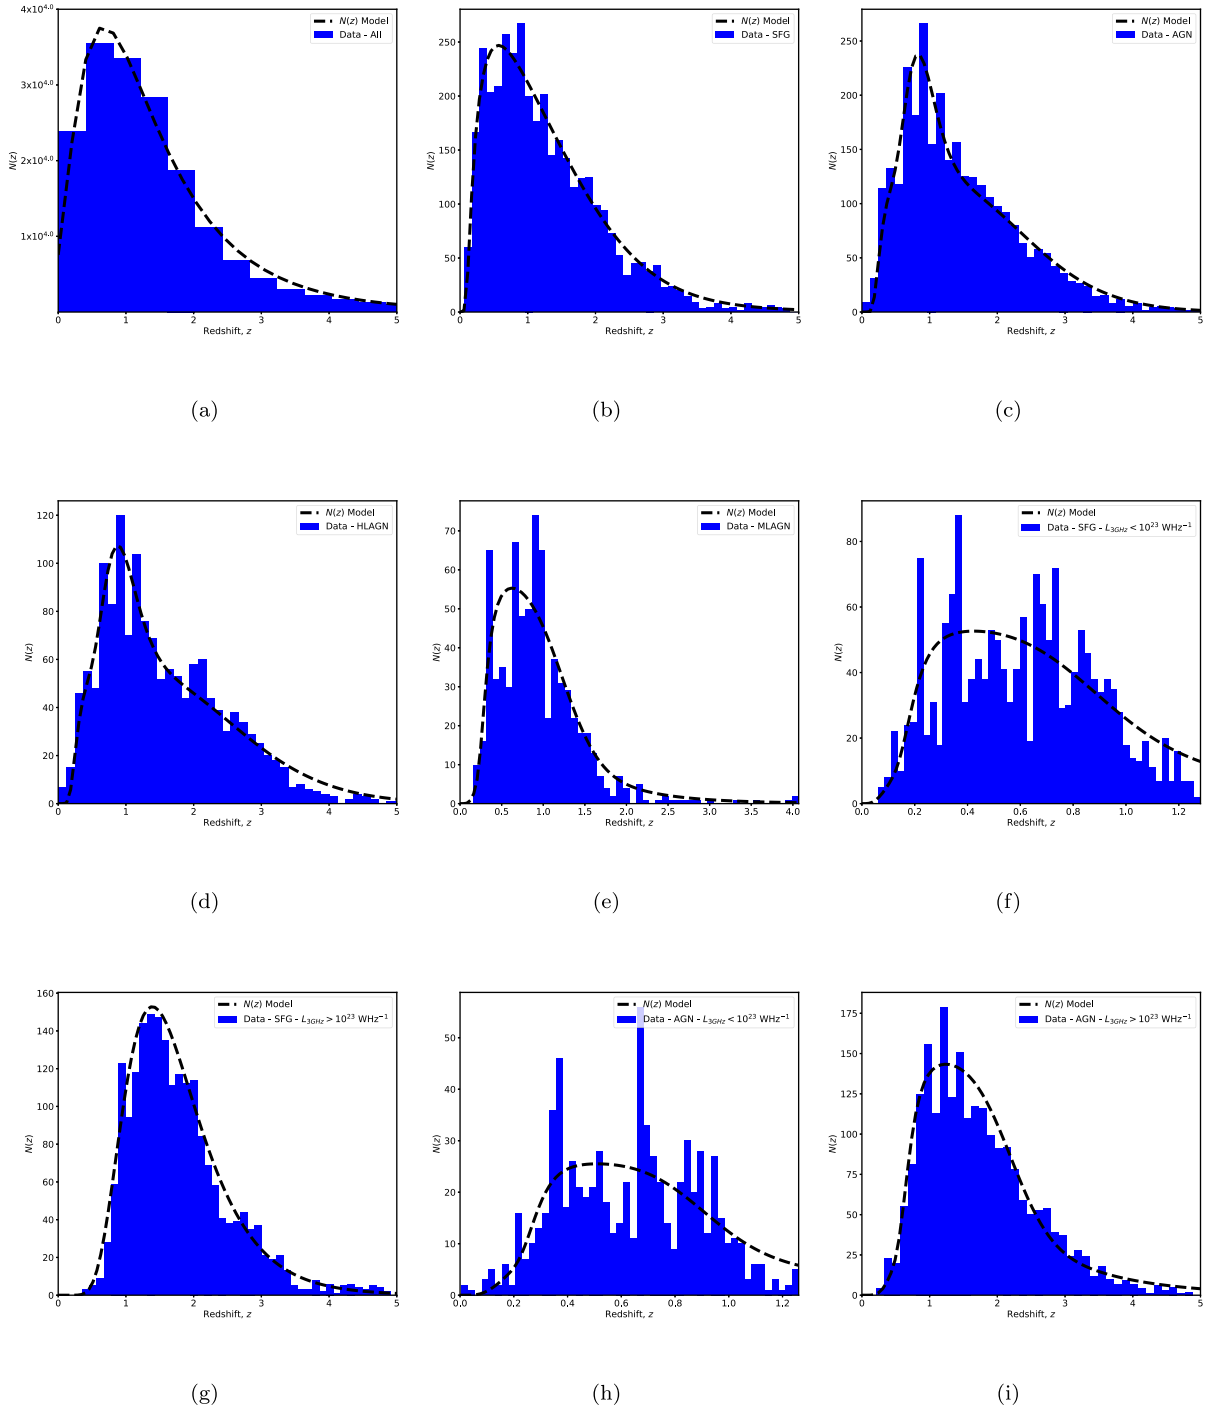 4x10^4.0
3x10^4.0
2x10^4.0
1x10^4.0
N(z)
N(z) Model
Data - All
0 1 2 3 4 5
Redshift, z
(a)
250
200
150
100
50
0
N(z)
N(z) Model
Data - SFG
0 1 2 3 4 5
Redshift, z
(b)
250
200
150
100
50
0
N(z)
N(z) Model
Data - AGN
0 1 2 3 4 5
Redshift, z
(c)
120
100
80
60
40
20
0
N(z)
N(z) Model
Data - HLAGN
0 1 2 3 4 5
Redshift, z
(d)
70
60
50
40
30
20
10
0
N(z)
N(z) Model
Data - MLAGN
0.0 0.5 1.0 1.5 2.0 2.5 3.0 3.5 4.0
Redshift, z
(e)
80
60
40
20
0
N(z)
N(z) Model
Data - SFG - L_3GHz < 10^23 WHz^−1
0.0 0.2 0.4 0.6 0.8 1.0 1.2
Redshift, z
(f)
160
140
120
100
80
60
40
20
0
N(z)
N(z) Model
Data - SFG - L_3GHz > 10^23 WHz^−1
0 1 2 3 4 5
Redshift, z
(g)
50
40
30
20
10
0
N(z)
N(z) Model
Data - AGN - L_3GHz < 10^23 WHz^−1
0.0 0.2 0.4 0.6 0.8 1.0 1.2
Redshift, z
(h)
175
150
125
100
75
50
25
0
N(z)
N(z) Model
Data - AGN - L_3GHz > 10^23 WHz^−1
0 1 2 3 4 5
Redshift, z
(i)